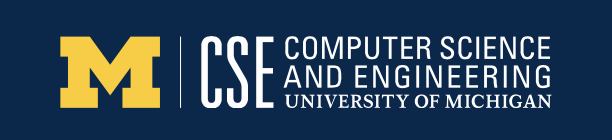 M
CSE
COMPUTER SCIENCE
AND ENGINEERING
UNIVERSITY OF MICHIGAN